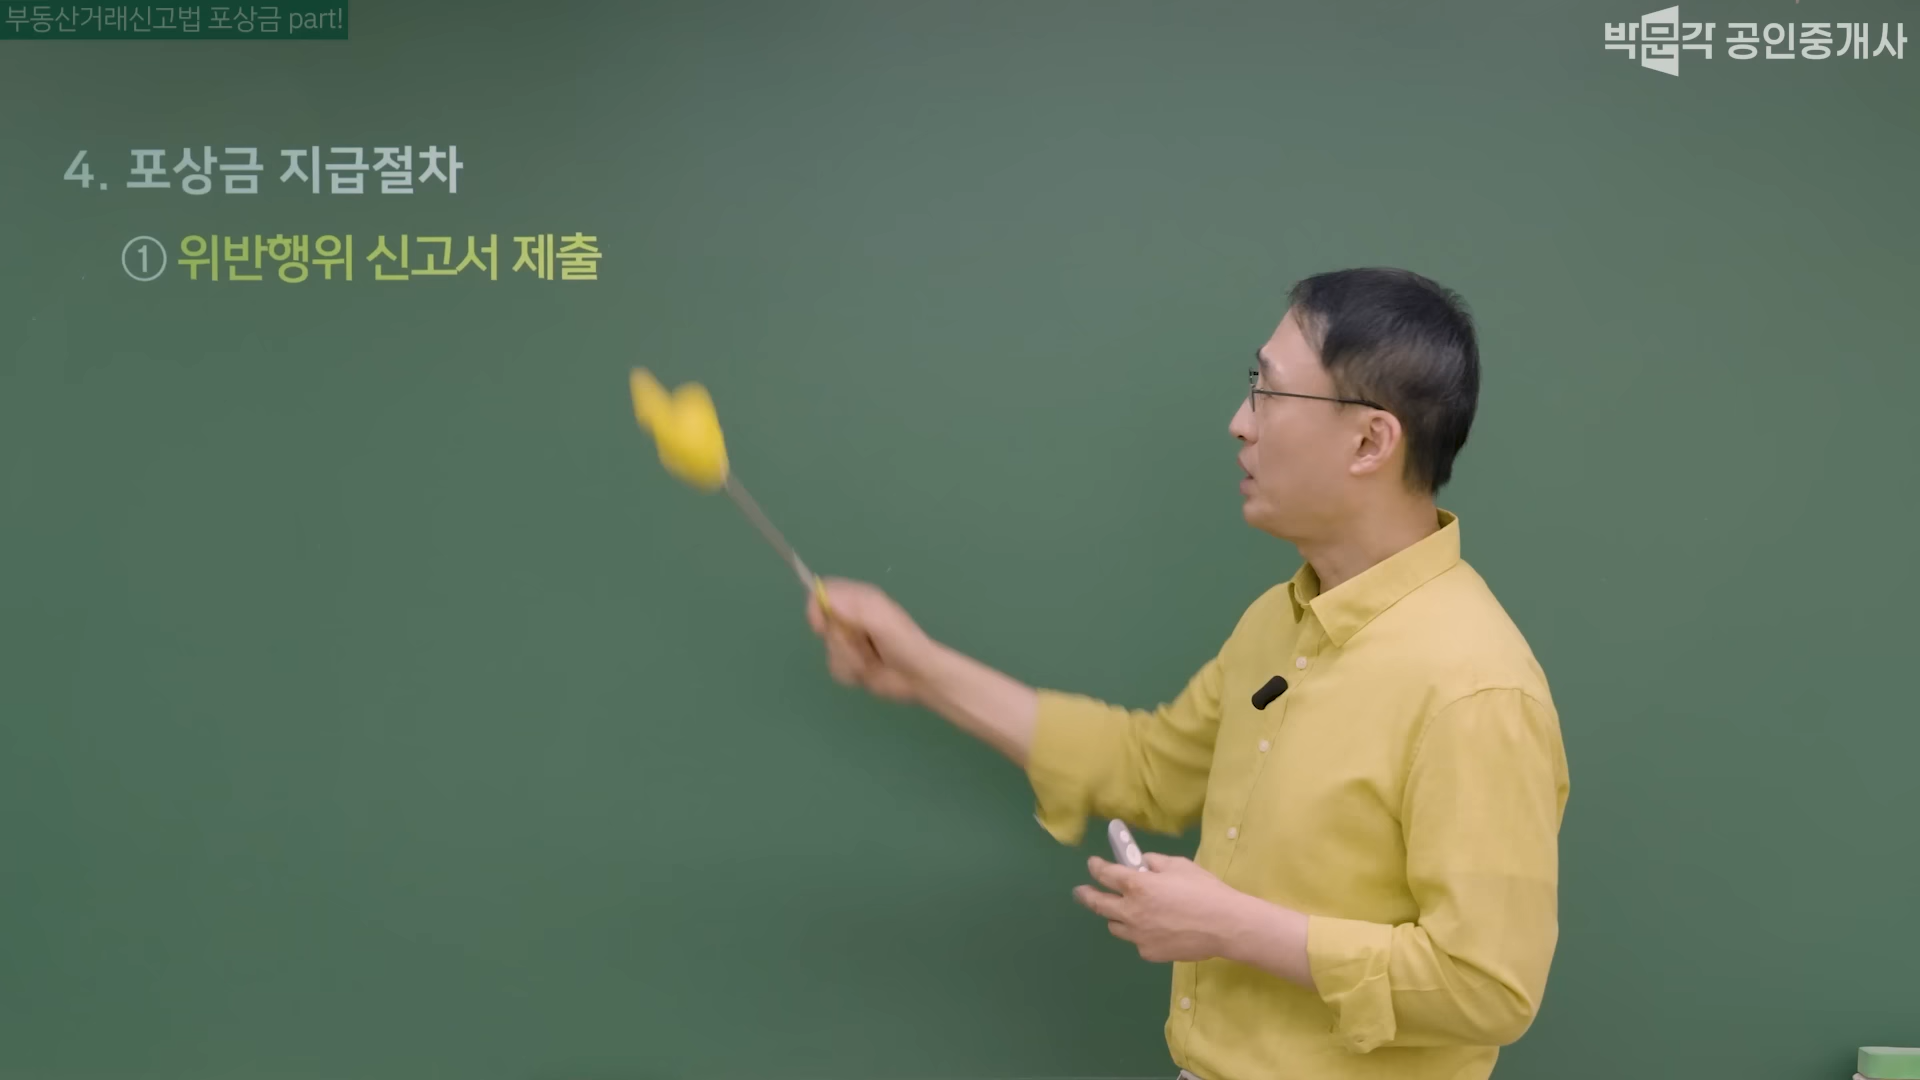 부동산거래신고법 포상금 part!
박문각 공인중개사
4. 포상금 지급절차
① 위반행위 신고서 제출